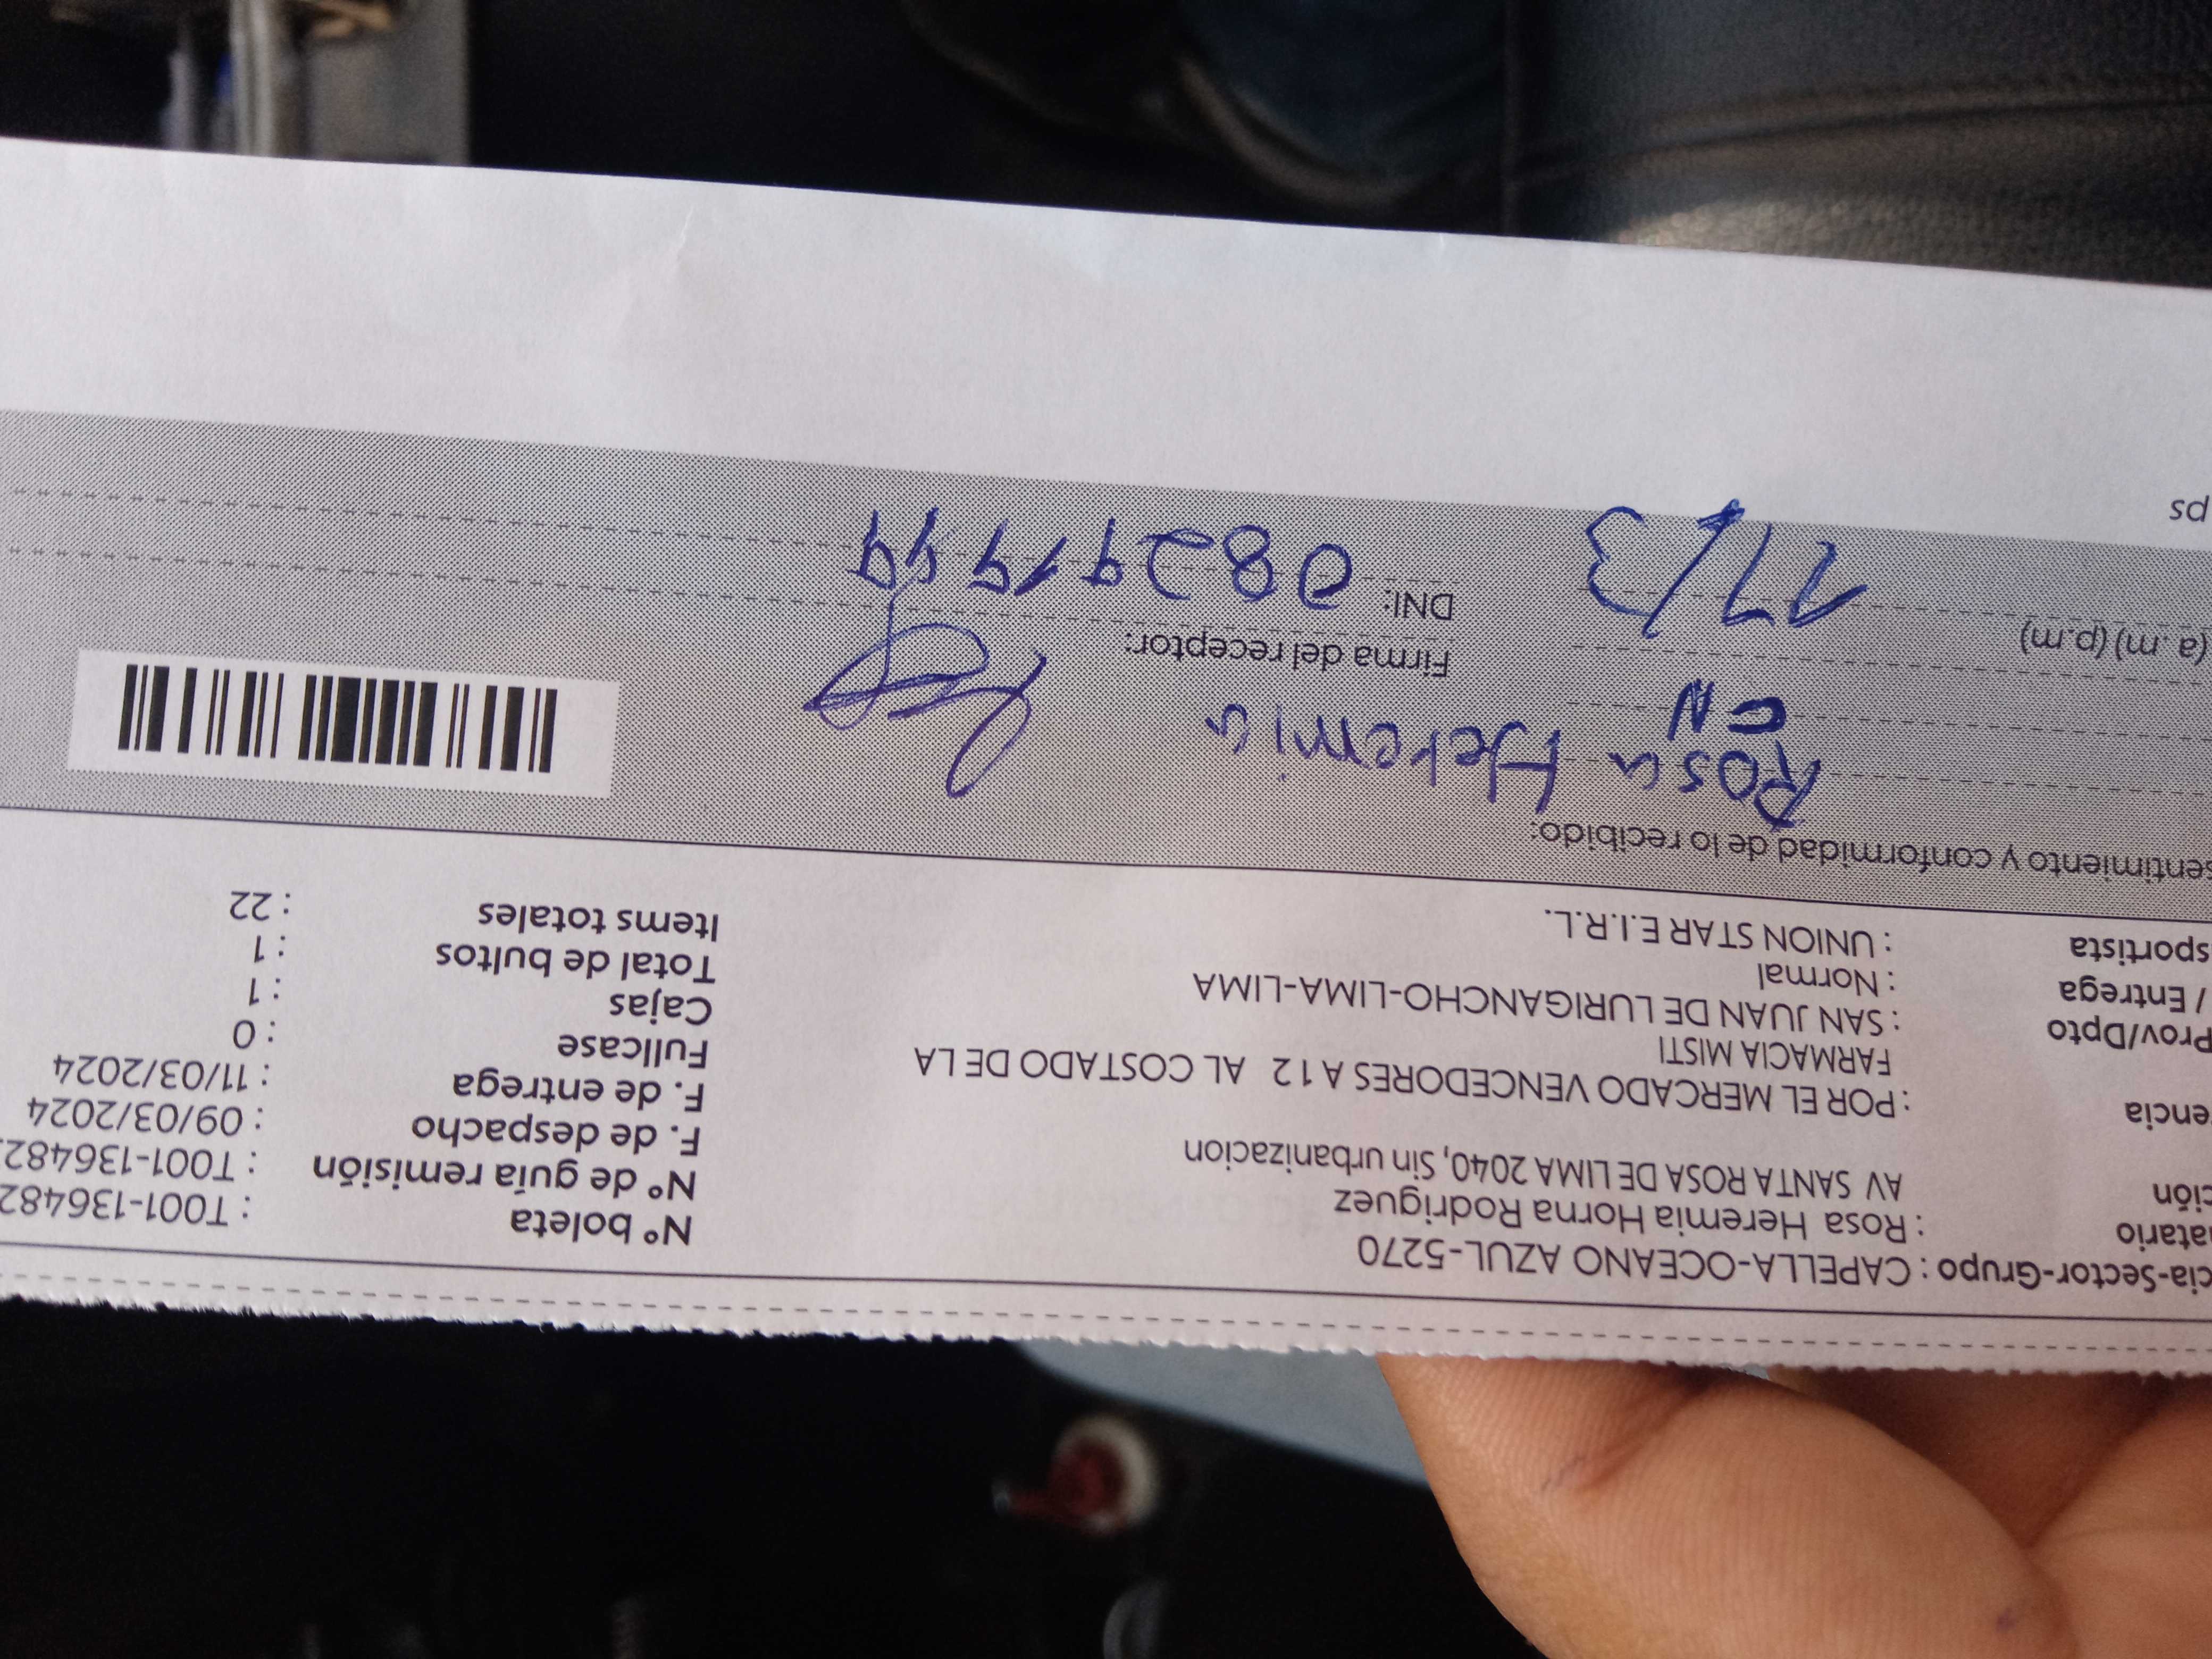 cia-Sector-Grupo : CAPELLA-OCEANO AZUL-5270
natario : Rosa Heremia Horna Rodriguez
ción AV SANTA ROSA DE LIMA 2040, Sin urbanizacion
encia : POR EL MERCADO VENCEDORES A 1 2 AL COSTADO DE LA
FARMACIA MISTI
Prov/Dpto : SAN JUAN DE LURIGANCHO-LIMA-LIMA
/ Entrega : Normal
sportista : UNION STAR E.I.R.L.
Nº boleta : T001-136482
Nº de guía remisión : T001-136482
F. de despacho : 09/03/2024
F. de entrega : 11/03/2024
Fullcase : 0
Cajas : 1
Total de bultos : 1
Items totales : 22
sentimiento y conformidad de lo recibido:
Rosa Heremia
CN
Firma del receptor:
(a.m) (p.m) 11/3
DNI:
ps